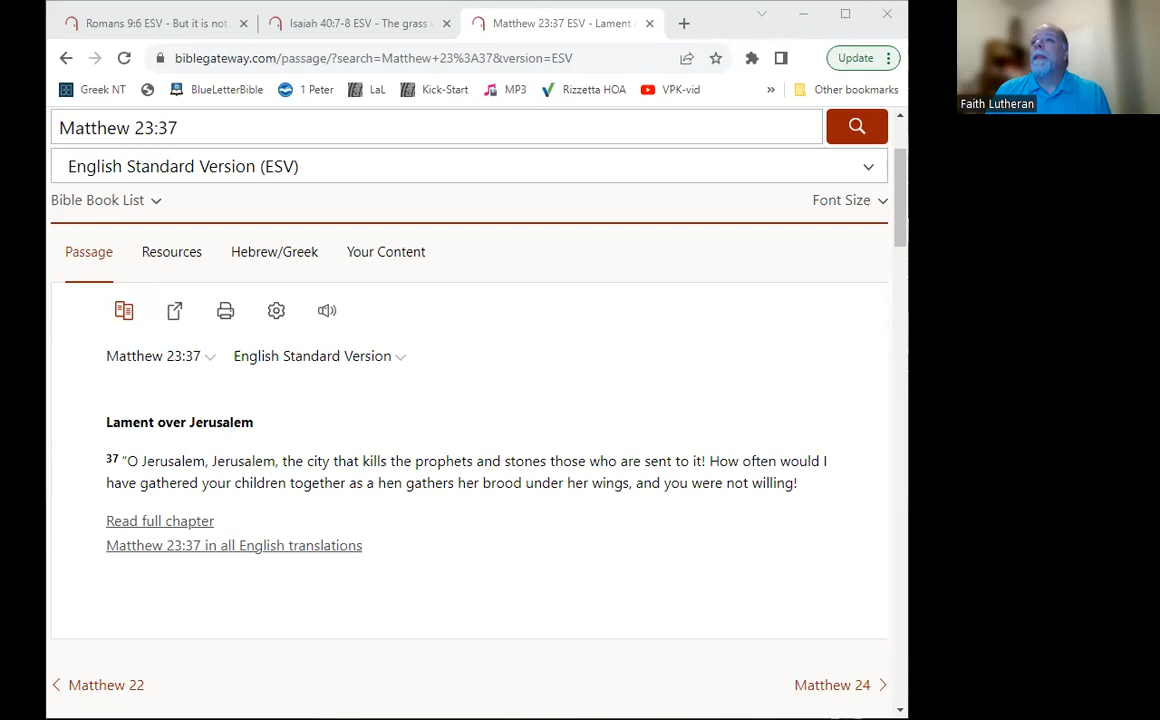 Romans 9:6 ESV - But it is not
Isaiah 40:7-8 ESV - The grass
Matthew 23:37 ESV - Lament
biblegateway.com/passage/?search=Matthew+23%3A37&version=ESV
Update
Greek NT
BlueLetterBible
1 Peter
LaL
Kick-Start
MP3
Rizzetta HOA
VPK-vid
»
Other bookmarks
Faith Lutheran
Matthew 23:37
English Standard Version (ESV)
Bible Book List
Font Size
Passage
Resources
Hebrew/Greek
Your Content
Matthew 23:37
English Standard Version
Lament over Jerusalem
37 “O Jerusalem, Jerusalem, the city that kills the prophets and stones those who are sent to it! How often would I
have gathered your children together as a hen gathers her brood under her wings, and you were not willing!
Read full chapter
Matthew 23:37 in all English translations
Matthew 22
Matthew 24